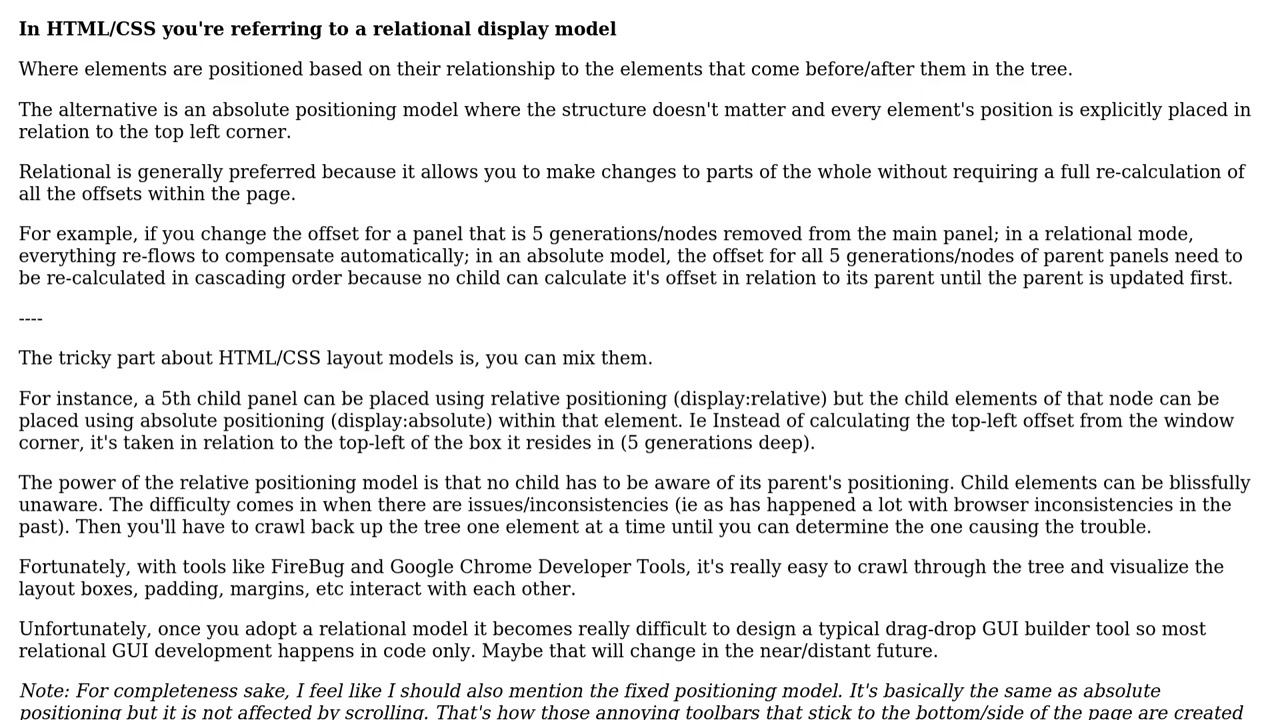 In HTML/CSS you're referring to a relational display model
Where elements are positioned based on their relationship to the elements that come before/after them in the tree.
The alternative is an absolute positioning model where the structure doesn't matter and every element's position is explicitly placed in
relation to the top left corner.
Relational is generally preferred because it allows you to make changes to parts of the whole without requiring a full re-calculation of
all the offsets within the page.
For example, if you change the offset for a panel that is 5 generations/nodes removed from the main panel; in a relational mode,
everything re-flows to compensate automatically; in an absolute model, the offset for all 5 generations/nodes of parent panels need to
be re-calculated in cascading order because no child can calculate it's offset in relation to its parent until the parent is updated first.
----
The tricky part about HTML/CSS layout models is, you can mix them.
For instance, a 5th child panel can be placed using relative positioning (display:relative) but the child elements of that node can be
placed using absolute positioning (display:absolute) within that element. Ie Instead of calculating the top-left offset from the window
corner, it's taken in relation to the top-left of the box it resides in (5 generations deep).
The power of the relative positioning model is that no child has to be aware of its parent's positioning. Child elements can be blissfully
unaware. The difficulty comes in when there are issues/inconsistencies (ie as has happened a lot with browser inconsistencies in the
past). Then you'll have to crawl back up the tree one element at a time until you can determine the one causing the trouble.
Fortunately, with tools like FireBug and Google Chrome Developer Tools, it's really easy to crawl through the tree and visualize the
layout boxes, padding, margins, etc interact with each other.
Unfortunately, once you adopt a relational model it becomes really difficult to design a typical drag-drop GUI builder tool so most
relational GUI development happens in code only. Maybe that will change in the near/distant future.
Note: For completeness sake, I feel like I should also mention the fixed positioning model. It's basically the same as absolute
positioning but it is not affected by scrolling. That's how those annoying toolbars that stick to the bottom/side of the page are created